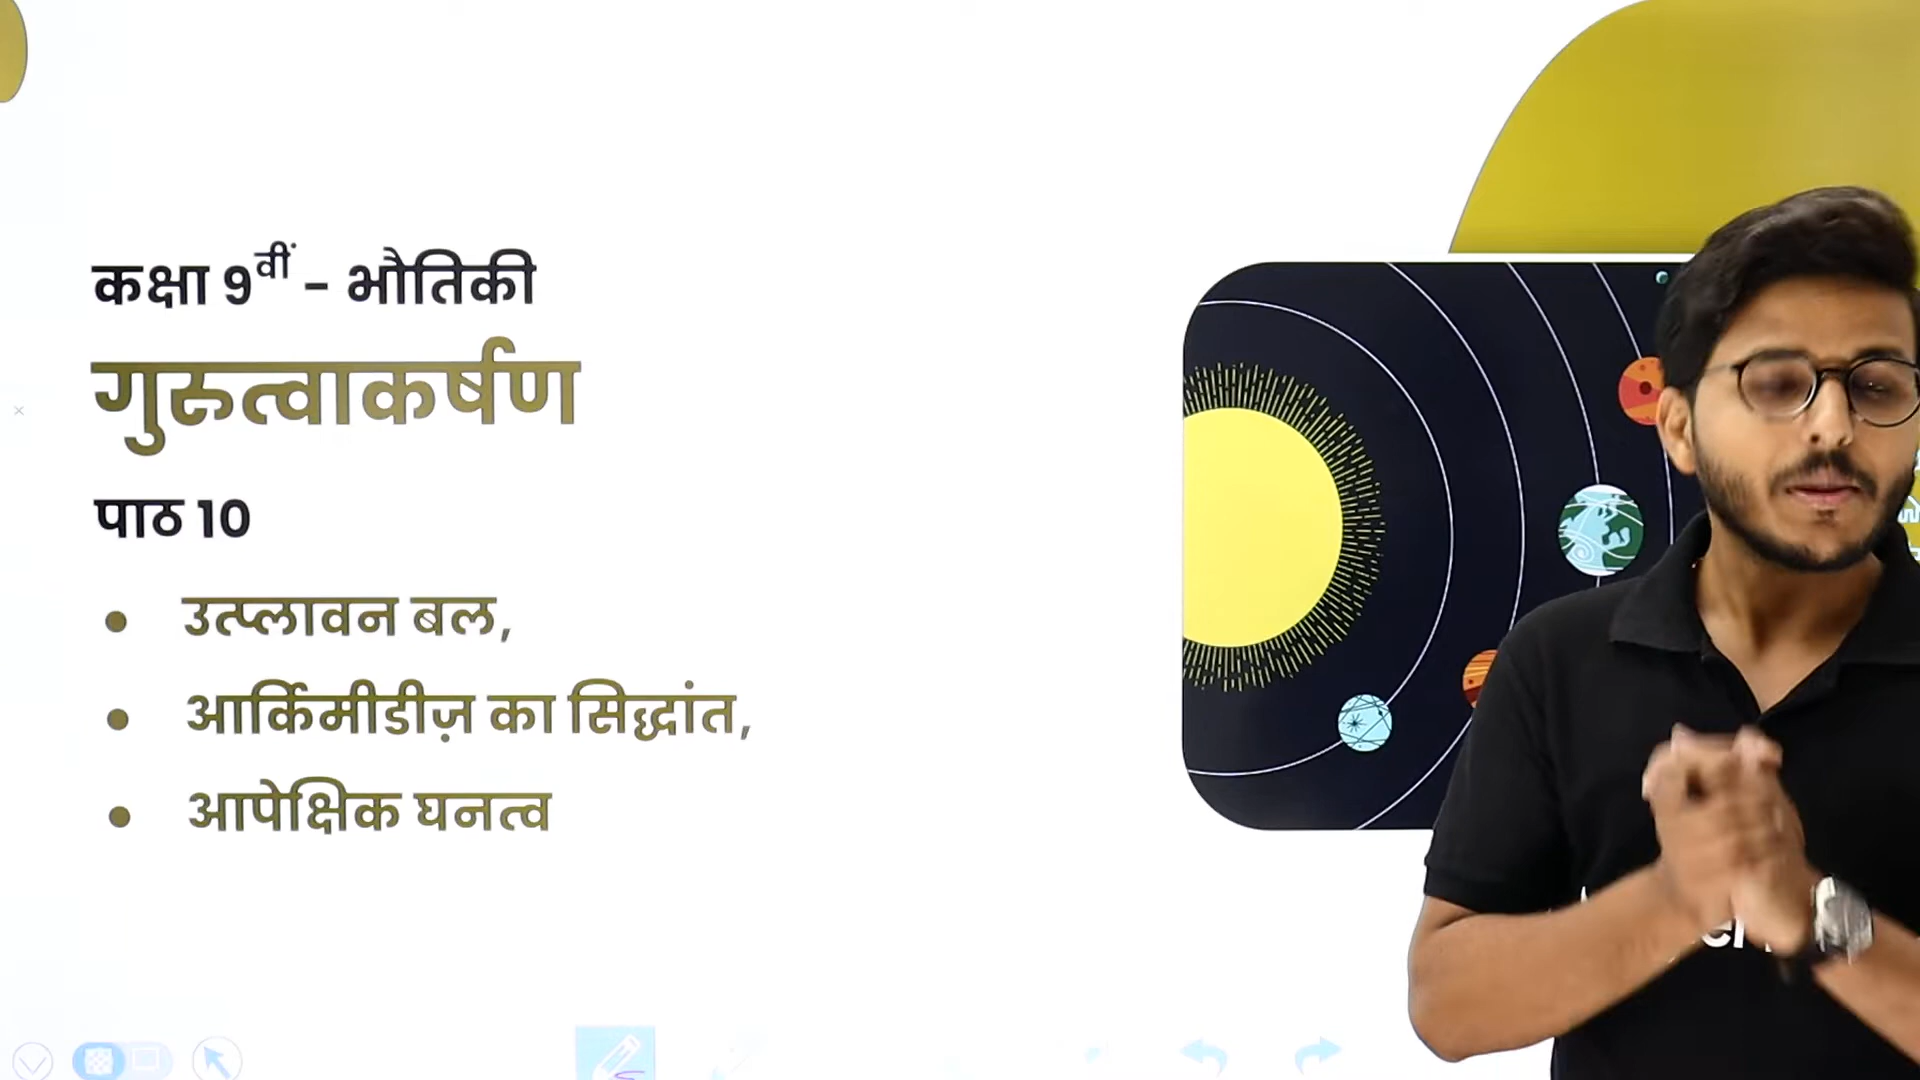 कक्षा 9वीं - भौतिकी
गुरुत्वाकर्षण
पाठ 10
• उत्प्लावन बल,
• आर्किमीडीज़ का सिद्धांत,
• आपेक्षिक घनत्व